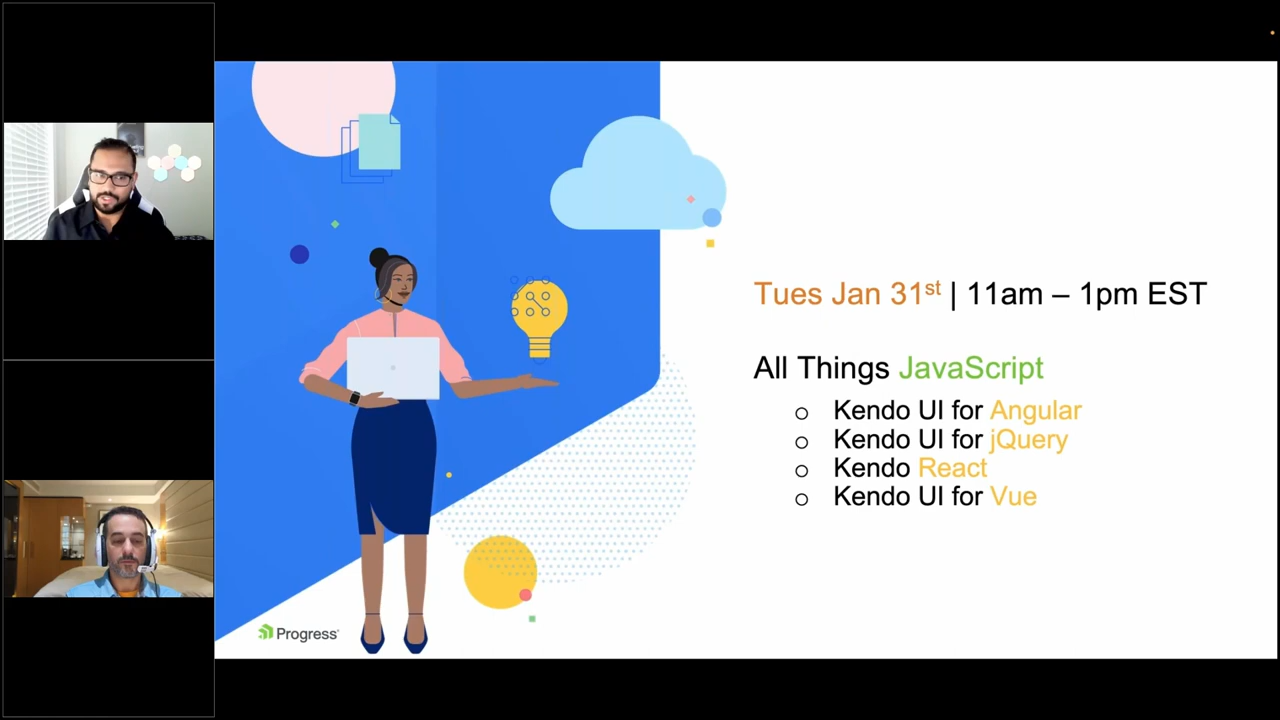 Tues Jan 31st | 11am – 1pm EST
All Things JavaScript
o Kendo UI for Angular
o Kendo UI for jQuery
o Kendo React
o Kendo UI for Vue
Progress